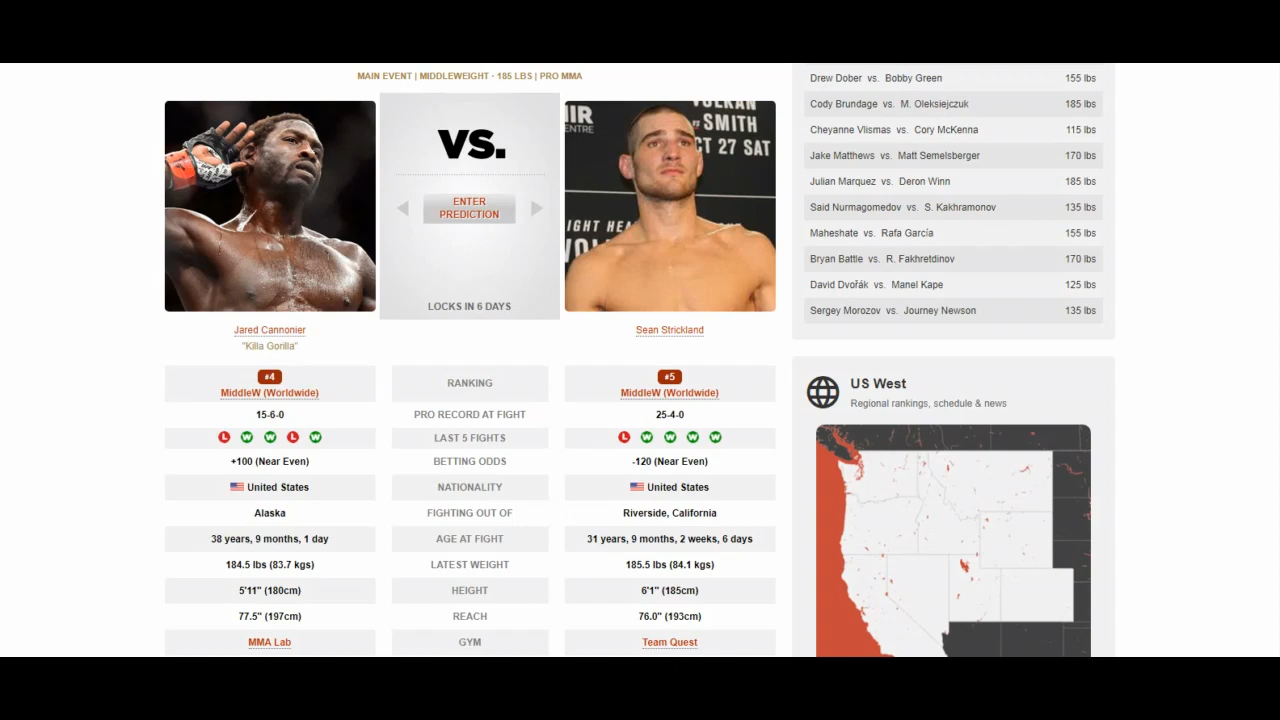 MAIN EVENT | MIDDLEWEIGHT · 185 LBS | PRO MMA
VS.
ENTER
PREDICTION
LOCKS IN 6 DAYS
VOLKAN
vs SMITH
CT 27 SAT
ENTRE
IGHT HEA
Jared Cannonier
"Killa Gorilla"
Sean Strickland
#4
MiddleW (Worldwide)
RANKING
#5
MiddleW (Worldwide)
15-6-0 PRO RECORD AT FIGHT 25-4-0
L W W L W LAST 5 FIGHTS L W W W W
+100 (Near Even) BETTING ODDS -120 (Near Even)
United States NATIONALITY United States
Alaska FIGHTING OUT OF Riverside, California
38 years, 9 months, 1 day AGE AT FIGHT 31 years, 9 months, 2 weeks, 6 days
184.5 lbs (83.7 kgs) LATEST WEIGHT 185.5 lbs (84.1 kgs)
5'11" (180cm) HEIGHT 6'1" (185cm)
77.5" (197cm) REACH 76.0" (193cm)
MMA Lab GYM Team Quest
Drew Dober vs. Bobby Green 155 lbs
Cody Brundage vs. M. Oleksiejczuk 185 lbs
Cheyanne Vlismas vs. Cory McKenna 115 lbs
Jake Matthews vs. Matt Semelsberger 170 lbs
Julian Marquez vs. Deron Winn 185 lbs
Said Nurmagomedov vs. S. Kakhramonov 135 lbs
Maheshate vs. Rafa García 155 lbs
Bryan Battle vs. R. Fakhretdinov 170 lbs
David Dvořák vs. Manel Kape 125 lbs
Sergey Morozov vs. Journey Newson 135 lbs
US West
Regional rankings, schedule & news